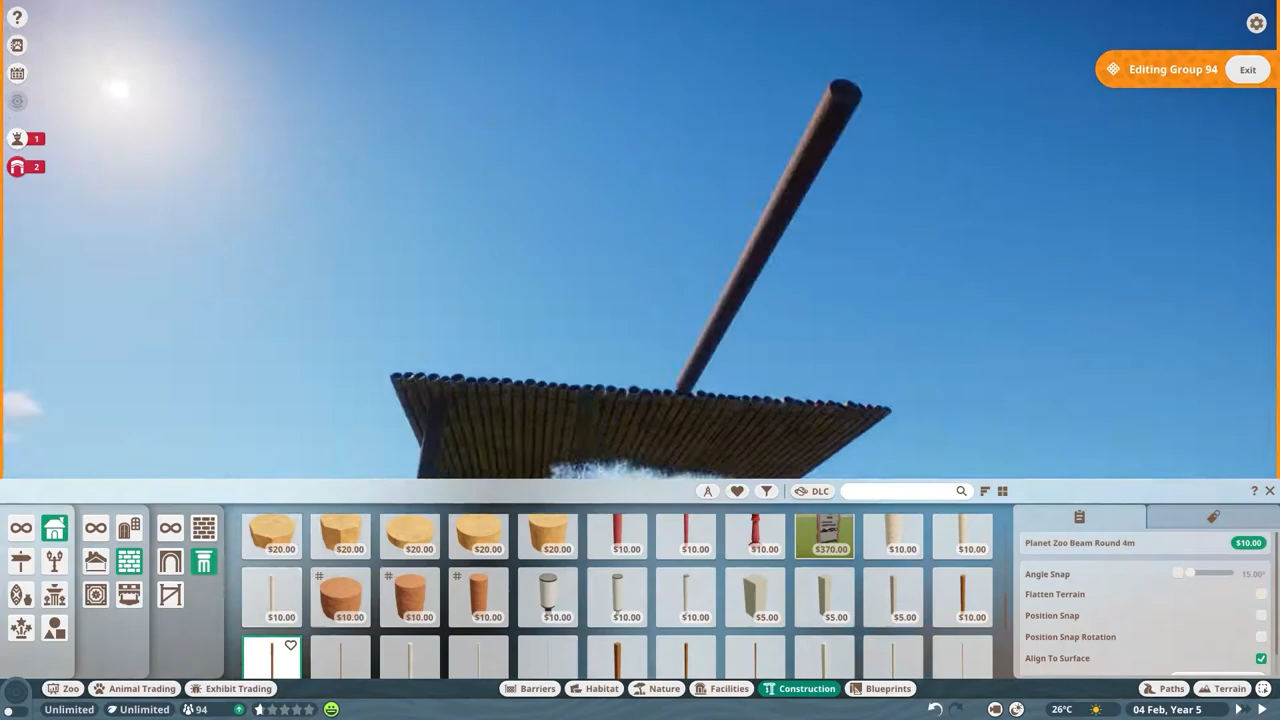 ?
Editing Group 94
Exit
1
2
DLC
? ×
$20.00 $20.00 $20.00 $20.00 $20.00 $10.00 $10.00 $10.00 $370.00 $10.00 $10.00
Planet Zoo Beam Round 4m $10.00
Angle Snap 15.00°
Flatten Terrain
Position Snap
Position Snap Rotation
Align To Surface
# # #
$10.00 $10.00 $10.00 $10.00 $10.00 $10.00 $10.00 $5.00 $5.00 $5.00 $10.00
Zoo Animal Trading Exhibit Trading Barriers Habitat Nature Facilities Construction Blueprints Paths Terrain
Unlimited Unlimited 94 26°C 04 Feb, Year 5